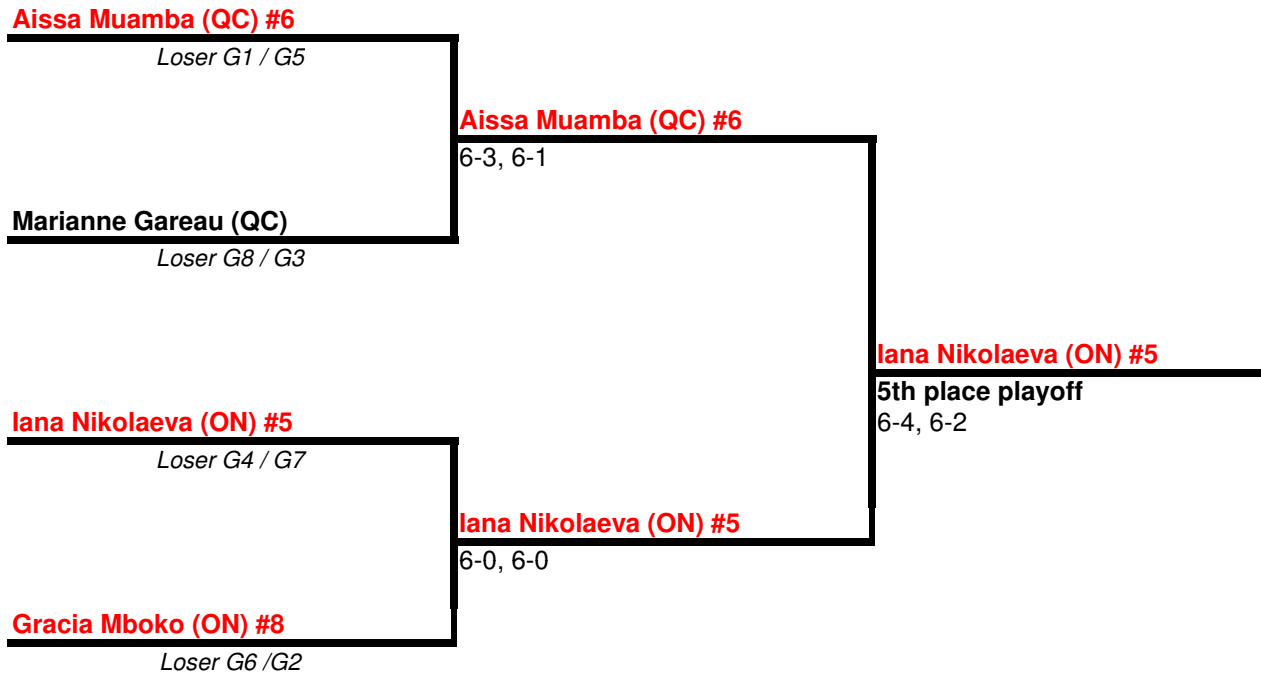 Aissa Muamba (QC) #6
Loser G1 / G5
Aissa Muamba (QC) #6
6-3, 6-1
Marianne Gareau (QC)
Loser G8 / G3
Iana Nikolaeva (ON) #5
5th place playoff
6-4, 6-2
Iana Nikolaeva (ON) #5
Loser G4 / G7
Iana Nikolaeva (ON) #5
6-0, 6-0
Gracia Mboko (ON) #8
Loser G6 /G2